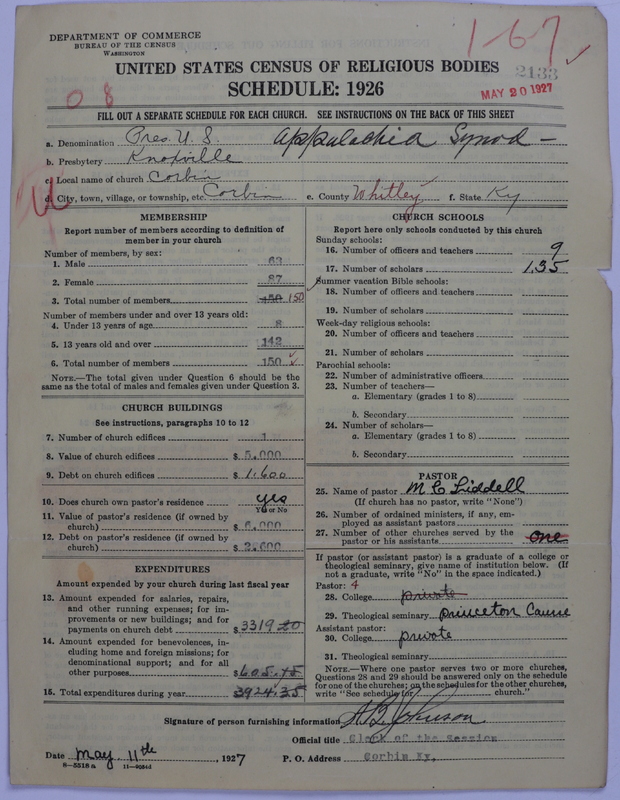 DEPARTMENT OF COMMERCE
BUREAU OF THE CENSUS
WASHINGTON
1-6-7
UNITED STATES CENSUS OF RELIGIOUS BODIES
2133
SCHEDULE: 1926
MAY 20 1927
0 8
FILL OUT A SEPARATE SCHEDULE FOR EACH CHURCH. SEE INSTRUCTIONS ON THE BACK OF THIS SHEET
a. Denomination Pres. U. S. Appalachia Synod
b. Presbytery Knoxville
c. Local name of church Corbin
d. City, town, village, or township, etc. Corbin e. County Whitley f. State Ky
MEMBERSHIP
Report number of members according to definition of
member in your church
Number of members, by sex:
1. Male 63
2. Female 87
3. Total number of members 150 150
Number of members under and over 13 years old:
4. Under 13 years of age 8
5. 13 years old and over 142
6. Total number of members 150
NOTE.—The total given under Question 6 should be the
same as the total of males and females given under Question 3.
CHURCH BUILDINGS
See instructions, paragraphs 10 to 12
7. Number of church edifices 1
8. Value of church edifices $ 5,000
9. Debt on church edifices $ 1,600
10. Does church own pastor's residence yes
Yes or No
11. Value of pastor's residence (if owned by
church) $ 6,000
12. Debt on pastor's residence (if owned by
church) $ 2,600
EXPENDITURES
Amount expended by your church during last fiscal year
13. Amount expended for salaries, repairs,
and other running expenses; for im-
provements or new buildings; and for
payments on church debt $ 3319
14. Amount expended for benevolences, in-
cluding home and foreign missions; for
denominational support; and for all
other purposes $ 605.15
15. Total expenditures during year 3924.35
CHURCH SCHOOLS
Report here only schools conducted by this church
Sunday schools:
16. Number of officers and teachers 9
17. Number of scholars 135
Summer vacation Bible schools:
18. Number of officers and teachers
19. Number of scholars
Week-day religious schools:
20. Number of officers and teachers
21. Number of scholars
Parochial schools:
22. Number of administrative officers
23. Number of teachers—
a. Elementary (grades 1 to 8)
b. Secondary
24. Number of scholars—
a. Elementary (grades 1 to 8)
b. Secondary
PASTOR
25. Name of pastor M C Liddell
(If church has no pastor, write "None")
26. Number of ordained ministers, if any, em-
ployed as assistant pastors
27. Number of other churches served by the
pastor or his assistants one
If pastor (or assistant pastor) is a graduate of a college or
theological seminary, give name of institution below. (If
not a graduate, write "No" in the space indicated.)
Pastor: 4
28. College private
29. Theological seminary princeton
Assistant pastor:
30. College private
31. Theological seminary
NOTE.—Where one pastor serves two or more churches,
Questions 28 and 29 should be answered only on the schedule
for one of the churches; on the schedules for the other churches,
write "See schedule for church."
Signature of person furnishing information A B Johnson
Official title Clerk of the Session
Date May 11th 1927 P. O. Address Corbin Ky.
8-5518 a